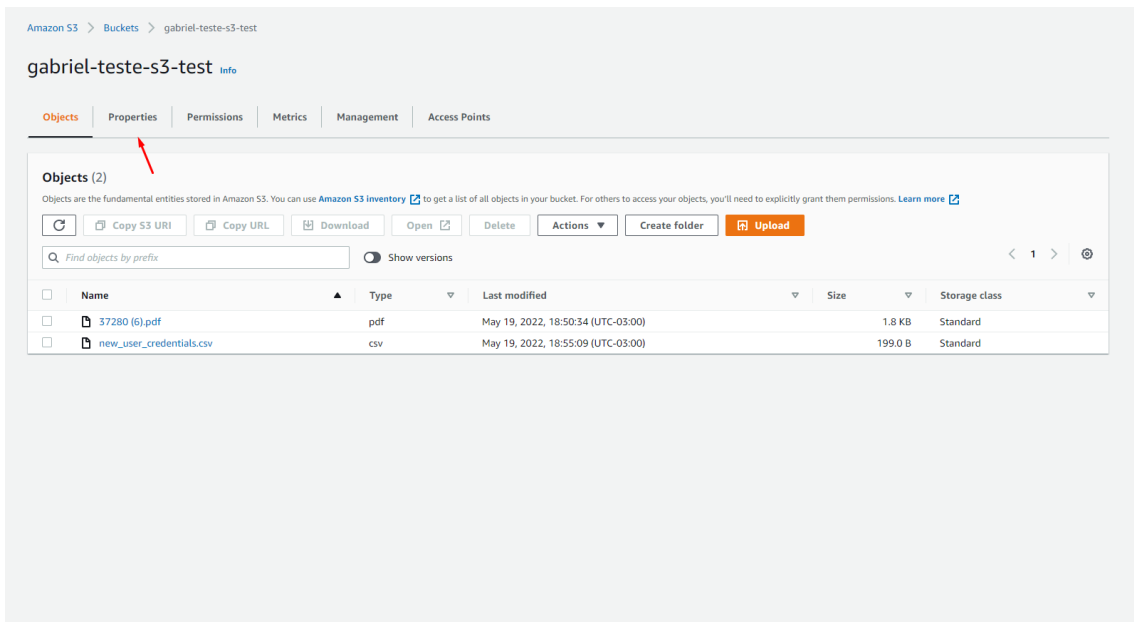 Amazon S3 > Buckets > gabriel-teste-s3-test
gabriel-teste-s3-test Info
Objects Properties Permissions Metrics Management Access Points
Objects (2)
Objects are the fundamental entities stored in Amazon S3. You can use Amazon S3 inventory to get a list of all objects in your bucket. For others to access your objects, you'll need to explicitly grant them permissions. Learn more
Copy S3 URI Copy URL Download Open Delete Actions Create folder Upload
Find objects by prefix Show versions < 1 >
Name Type Last modified Size Storage class
37280 (6).pdf pdf May 19, 2022, 18:50:34 (UTC-03:00) 1.8 KB Standard
new_user_credentials.csv csv May 19, 2022, 18:55:09 (UTC-03:00) 199.0 B Standard